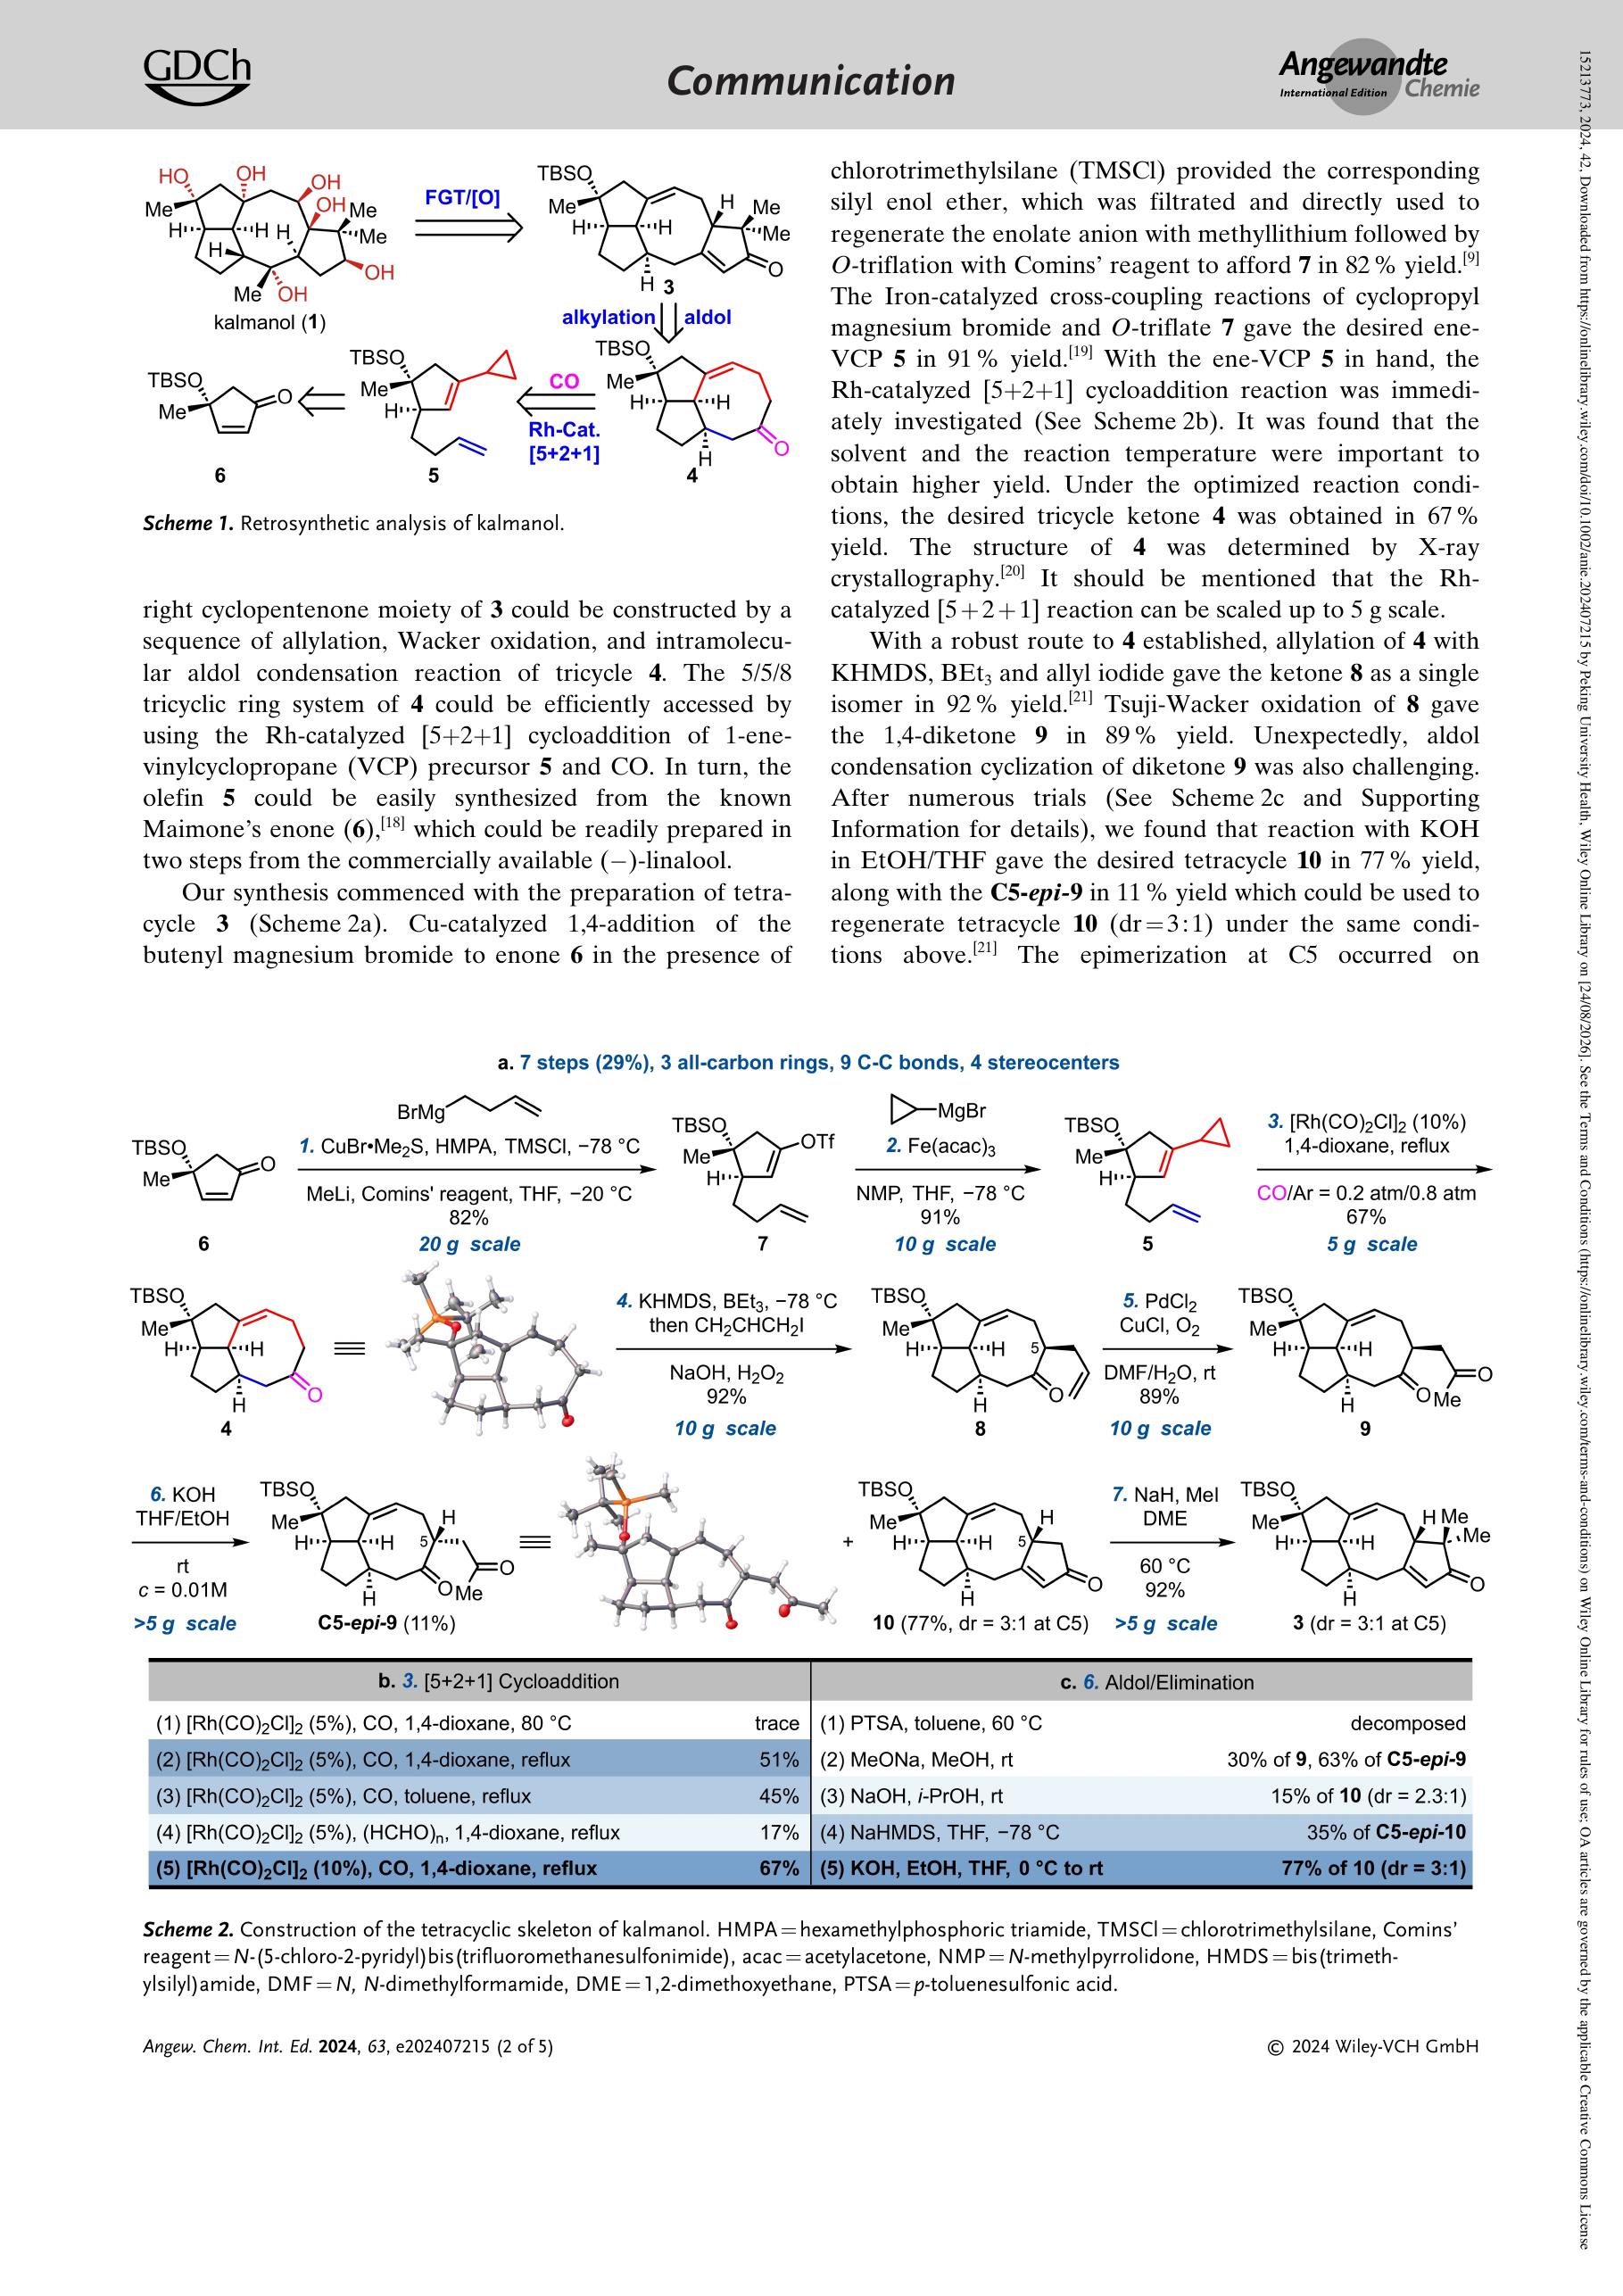 GDCh
Communication
Angewandte
International Edition Chemie
HO OH OH
OH Me
Me
H H H
H
Me
OH
Me OH
kalmanol (1)
FGT/[O]
TBSO
Me
H H
H Me
Me
O
H 3
alkylation aldol
TBSO
Me
O
6
TBSO
Me
H
5
CO
Rh-Cat.
[5+2+1]
TBSO
Me
H H
O
H
4
Scheme 1. Retrosynthetic analysis of kalmanol.
right cyclopentenone moiety of 3 could be constructed by a
sequence of allylation, Wacker oxidation, and intramolecu-
lar aldol condensation reaction of tricycle 4. The 5/5/8
tricyclic ring system of 4 could be efficiently accessed by
using the Rh-catalyzed [5+2+1] cycloaddition of 1-ene-
vinylcyclopropane (VCP) precursor 5 and CO. In turn, the
olefin 5 could be easily synthesized from the known
Maimone's enone (6),[18] which could be readily prepared in
two steps from the commercially available (−)-linalool.
Our synthesis commenced with the preparation of tetra-
cycle 3 (Scheme 2a). Cu-catalyzed 1,4-addition of the
butenyl magnesium bromide to enone 6 in the presence of
chlorotrimethylsilane (TMSCl) provided the corresponding
silyl enol ether, which was filtrated and directly used to
regenerate the enolate anion with methyllithium followed by
O-triflation with Comins' reagent to afford 7 in 82 % yield.[9]
The Iron-catalyzed cross-coupling reactions of cyclopropyl
magnesium bromide and O-triflate 7 gave the desired ene-
VCP 5 in 91 % yield.[19] With the ene-VCP 5 in hand, the
Rh-catalyzed [5+2+1] cycloaddition reaction was immedi-
ately investigated (See Scheme 2b). It was found that the
solvent and the reaction temperature were important to
obtain higher yield. Under the optimized reaction condi-
tions, the desired tricycle ketone 4 was obtained in 67 %
yield. The structure of 4 was determined by X-ray
crystallography.[20] It should be mentioned that the Rh-
catalyzed [5+2+1] reaction can be scaled up to 5 g scale.
With a robust route to 4 established, allylation of 4 with
KHMDS, BEt3 and allyl iodide gave the ketone 8 as a single
isomer in 92 % yield.[21] Tsuji-Wacker oxidation of 8 gave
the 1,4-diketone 9 in 89 % yield. Unexpectedly, aldol
condensation cyclization of diketone 9 was also challenging.
After numerous trials (See Scheme 2c and Supporting
Information for details), we found that reaction with KOH
in EtOH/THF gave the desired tetracycle 10 in 77 % yield,
along with the C5-epi-9 in 11 % yield which could be used to
regenerate tetracycle 10 (dr=3:1) under the same condi-
tions above.[21] The epimerization at C5 occurred on
a. 7 steps (29%), 3 all-carbon rings, 9 C-C bonds, 4 stereocenters
TBSO
Me
O
6
BrMg
1. CuBr•Me2S, HMPA, TMSCl, −78 °C
MeLi, Comins' reagent, THF, −20 °C
82%
20 g scale
TBSO
OTf
Me
H
7
MgBr
2. Fe(acac)3
NMP, THF, −78 °C
91%
10 g scale
TBSO
Me
H
5
3. [Rh(CO)2Cl]2 (10%)
1,4-dioxane, reflux
CO/Ar = 0.2 atm/0.8 atm
67%
5 g scale
TBSO
Me
H H
O
H
4
4. KHMDS, BEt3, −78 °C
then CH2CHCH2I
NaOH, H2O2
92%
10 g scale
TBSO
Me
H H 5
O
H
8
5. PdCl2
CuCl, O2
DMF/H2O, rt
89%
10 g scale
TBSO
Me
H H
O
O Me
H
9
6. KOH
THF/EtOH
rt
c = 0.01M
>5 g scale
TBSO
Me H
H H 5
O
O Me
H
C5-epi-9 (11%)
+
TBSO
Me H
H H 5
O
H
10 (77%, dr = 3:1 at C5)
7. NaH, MeI
DME
60 °C
92%
>5 g scale
TBSO
Me H Me
Me
H H
O
H
3 (dr = 3:1 at C5)
b. 3. [5+2+1] Cycloaddition
(1) [Rh(CO)2Cl]2 (5%), CO, 1,4-dioxane, 80 °C trace
(2) [Rh(CO)2Cl]2 (5%), CO, 1,4-dioxane, reflux 51%
(3) [Rh(CO)2Cl]2 (5%), CO, toluene, reflux 45%
(4) [Rh(CO)2Cl]2 (5%), (HCHO)n, 1,4-dioxane, reflux 17%
(5) [Rh(CO)2Cl]2 (10%), CO, 1,4-dioxane, reflux 67%
c. 6. Aldol/Elimination
(1) PTSA, toluene, 60 °C decomposed
(2) MeONa, MeOH, rt 30% of 9, 63% of C5-epi-9
(3) NaOH, i-PrOH, rt 15% of 10 (dr = 2.3:1)
(4) NaHMDS, THF, −78 °C 35% of C5-epi-10
(5) KOH, EtOH, THF, 0 °C to rt 77% of 10 (dr = 3:1)
Scheme 2. Construction of the tetracyclic skeleton of kalmanol. HMPA=hexamethylphosphoric triamide, TMSCl=chlorotrimethylsilane, Comins'
reagent=N-(5-chloro-2-pyridyl)bis(trifluoromethanesulfonimide), acac=acetylacetone, NMP=N-methylpyrrolidone, HMDS=bis(trimeth-
ylsilyl)amide, DMF=N, N-dimethylformamide, DME=1,2-dimethoxyethane, PTSA=p-toluenesulfonic acid.
Angew. Chem. Int. Ed. 2024, 63, e202407215 (2 of 5)
© 2024 Wiley-VCH GmbH
15213773, 2024, 42, Downloaded from https://onlinelibrary.wiley.com/doi/10.1002/anie.202407215 by Peking University Health, Wiley Online Library on [24/08/2026]. See the Terms and Conditions (https://onlinelibrary.wiley.com/terms-and-conditions) on Wiley Online Library for rules of use; OA articles are governed by the applicable Creative Commons License